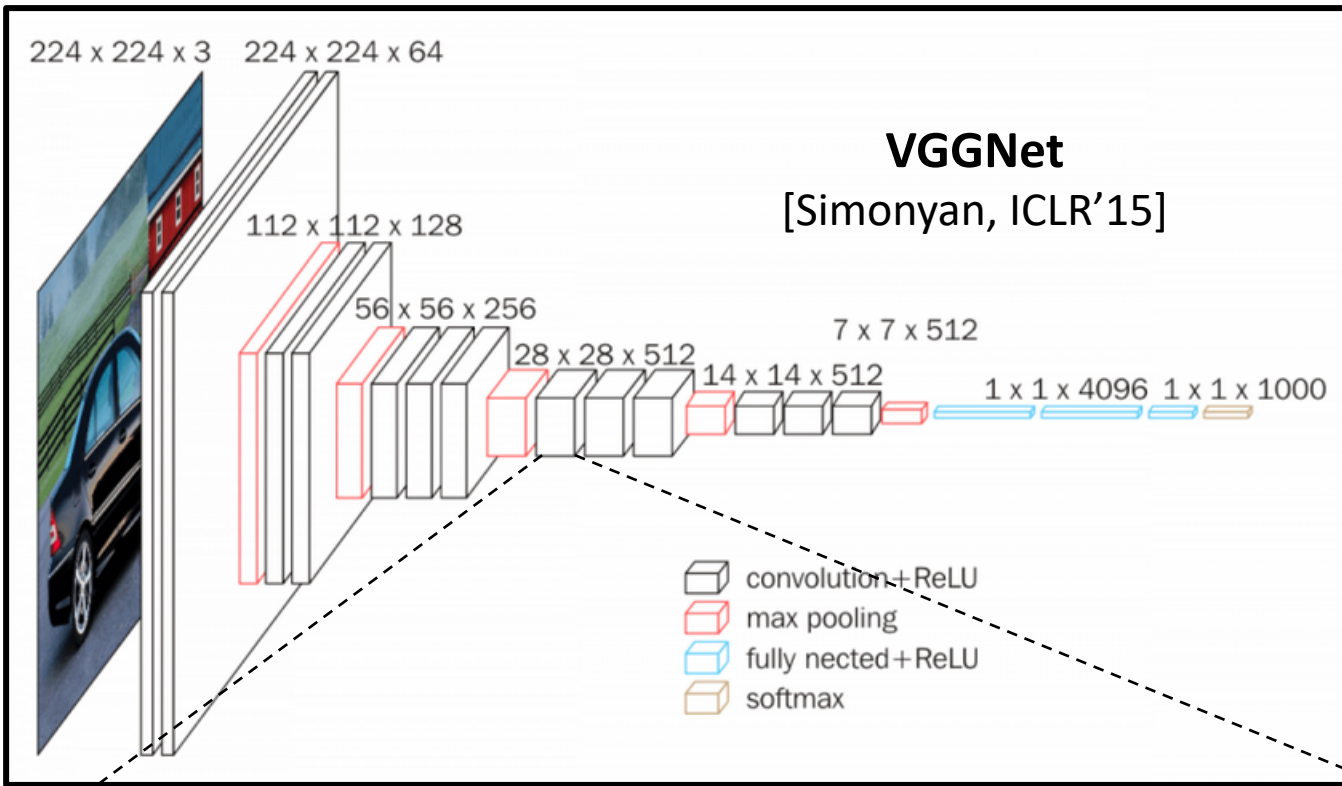 224 x 224 x 3
224 x 224 x 64
VGGNet
[Simonyan, ICLR’15]
112 x 112 x 128
56 x 56 x 256
28 x 28 x 512
7 x 7 x 512
14 x 14 x 512
1 x 1 x 4096
1 x 1 x 1000
convolution+ReLU
max pooling
fully nected+ReLU
softmax